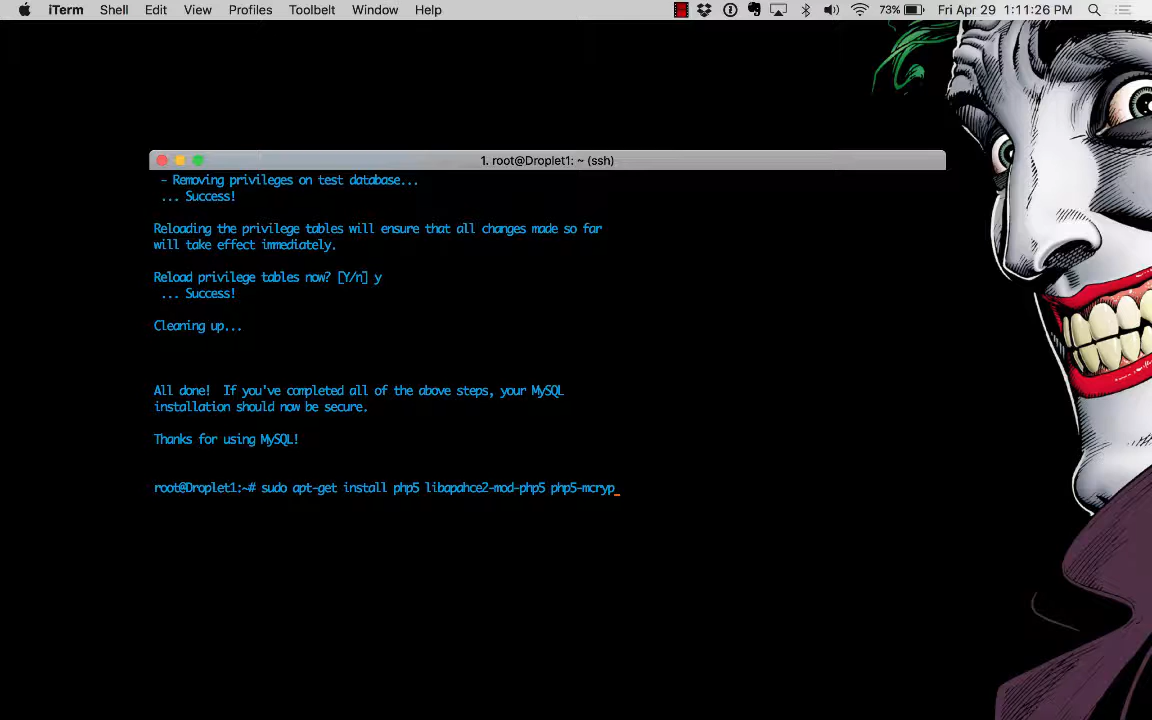 iTerm Shell Edit View Profiles Toolbelt Window Help 73% Fri Apr 29 1:11:26 PM
1. root@Droplet1: ~ (ssh)
- Removing privileges on test database...
... Success!
Reloading the privilege tables will ensure that all changes made so far
will take effect immediately.
Reload privilege tables now? [Y/n] y
... Success!
Cleaning up...
All done! If you've completed all of the above steps, your MySQL
installation should now be secure.
Thanks for using MySQL!
root@Droplet1:~# sudo apt-get install php5 libapahce2-mod-php5 php5-mcryp_